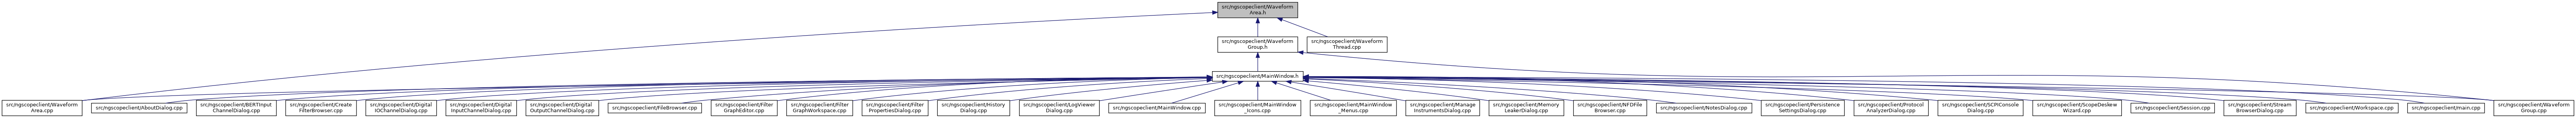 src/ngscopeclient/Waveform
Area.h
src/ngscopeclient/Waveform
Group.h
src/ngscopeclient/Waveform
Thread.cpp
src/ngscopeclient/MainWindow.h
src/ngscopeclient/Waveform
Area.cpp
src/ngscopeclient/AboutDialog.cpp
src/ngscopeclient/BERTInput
ChannelDialog.cpp
src/ngscopeclient/Create
FilterBrowser.cpp
src/ngscopeclient/Digital
IOChannelDialog.cpp
src/ngscopeclient/Digital
InputChannelDialog.cpp
src/ngscopeclient/Digital
OutputChannelDialog.cpp
src/ngscopeclient/FileBrowser.cpp
src/ngscopeclient/Filter
GraphEditor.cpp
src/ngscopeclient/Filter
GraphWorkspace.cpp
src/ngscopeclient/Filter
PropertiesDialog.cpp
src/ngscopeclient/History
Dialog.cpp
src/ngscopeclient/LogViewer
Dialog.cpp
src/ngscopeclient/MainWindow.cpp
src/ngscopeclient/MainWindow
_Icons.cpp
src/ngscopeclient/MainWindow
_Menus.cpp
src/ngscopeclient/Manage
InstrumentsDialog.cpp
src/ngscopeclient/Memory
LeakerDialog.cpp
src/ngscopeclient/NFDFile
Browser.cpp
src/ngscopeclient/NotesDialog.cpp
src/ngscopeclient/Persistence
SettingsDialog.cpp
src/ngscopeclient/Protocol
AnalyzerDialog.cpp
src/ngscopeclient/SCPIConsole
Dialog.cpp
src/ngscopeclient/ScopeDeskew
Wizard.cpp
src/ngscopeclient/Session.cpp
src/ngscopeclient/Stream
BrowserDialog.cpp
src/ngscopeclient/Workspace.cpp
src/ngscopeclient/main.cpp
src/ngscopeclient/Waveform
Group.cpp